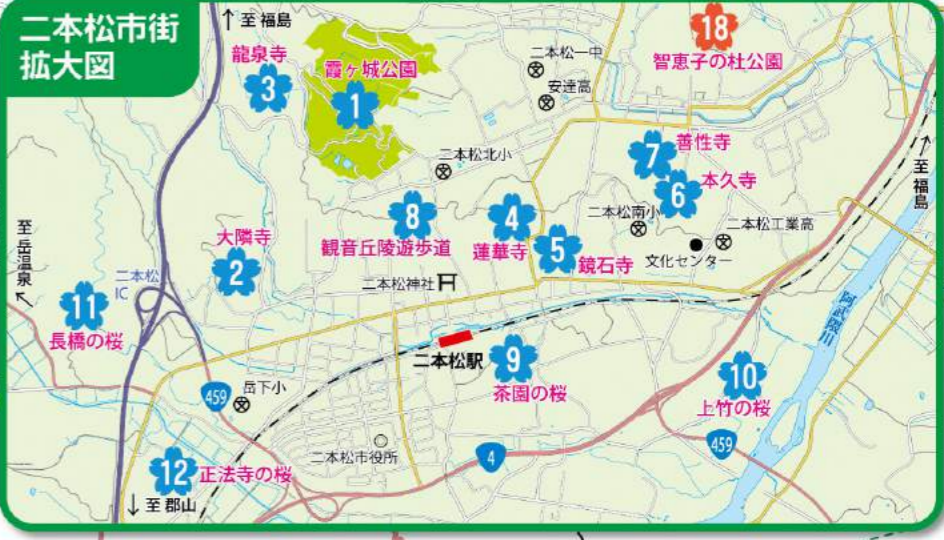 二本松市街
拡大図
↑至福島
龍泉寺
3
霞ヶ城公園
1
二本松一中
安達高
18
智恵子の杜公園
7
善性寺
6
本久寺
↑至福島
二本松北小
8
観音丘陵遊歩道
4
蓮華寺
5
鏡石寺
二本松南小
文化センター
二本松工業高
至岳温泉
大隣寺
2
二本松
IC
二本松神社
11
長橋の桜
阿武隈川
二本松駅
9
茶園の桜
10
上竹の桜
459
岳下小
二本松市役所
4
459
12
正法寺の桜
↓至郡山